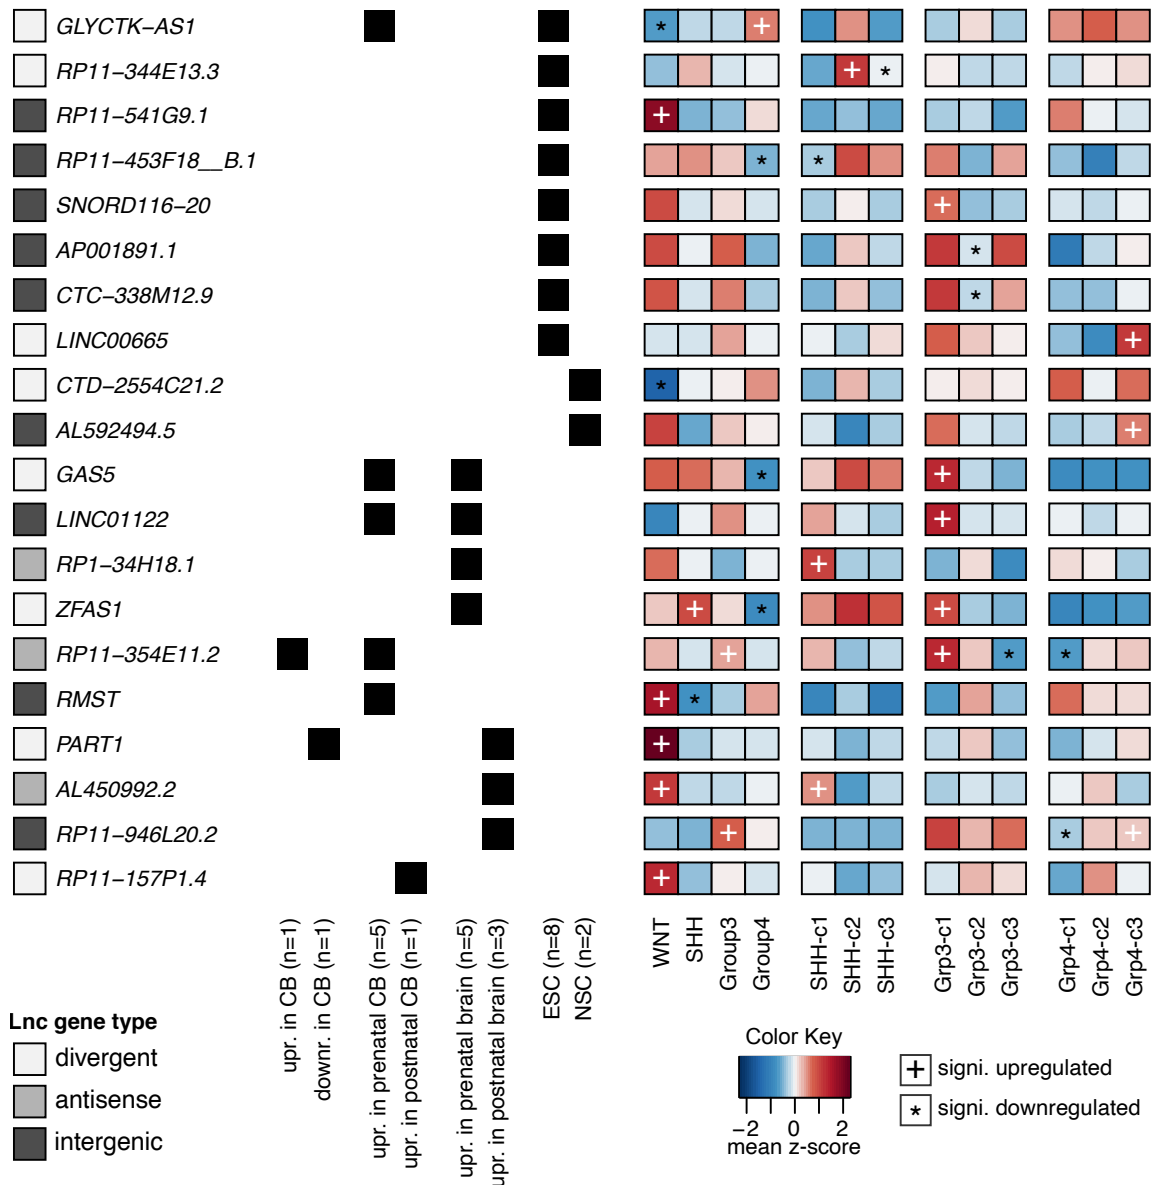 GLYCTK−AS1
RP11−344E13.3
RP11−541G9.1
RP11−453F18__B.1
SNORD116−20
AP001891.1
CTC−338M12.9
LINC00665
CTD−2554C21.2
AL592494.5
GAS5
LINC01122
RP1−34H18.1
ZFAS1
RP11−354E11.2
RMST
PART1
AL450992.2
RP11−946L20.2
RP11−157P1.4
upr. in CB (n=1)
downr. in CB (n=1)
upr. in prenatal CB (n=5)
upr. in postnatal CB (n=1)
upr. in prenatal brain (n=5)
upr. in postnatal brain (n=3)
ESC (n=8)
NSC (n=2)
WNT
SHH
Group3
Group4
SHH-c1
SHH-c2
SHH-c3
Grp3-c1
Grp3-c2
Grp3-c3
Grp4-c1
Grp4-c2
Grp4-c3
Lnc gene type
divergent
antisense
intergenic
Color Key
−2 0 2
mean z-score
+ signi. upregulated
* signi. downregulated